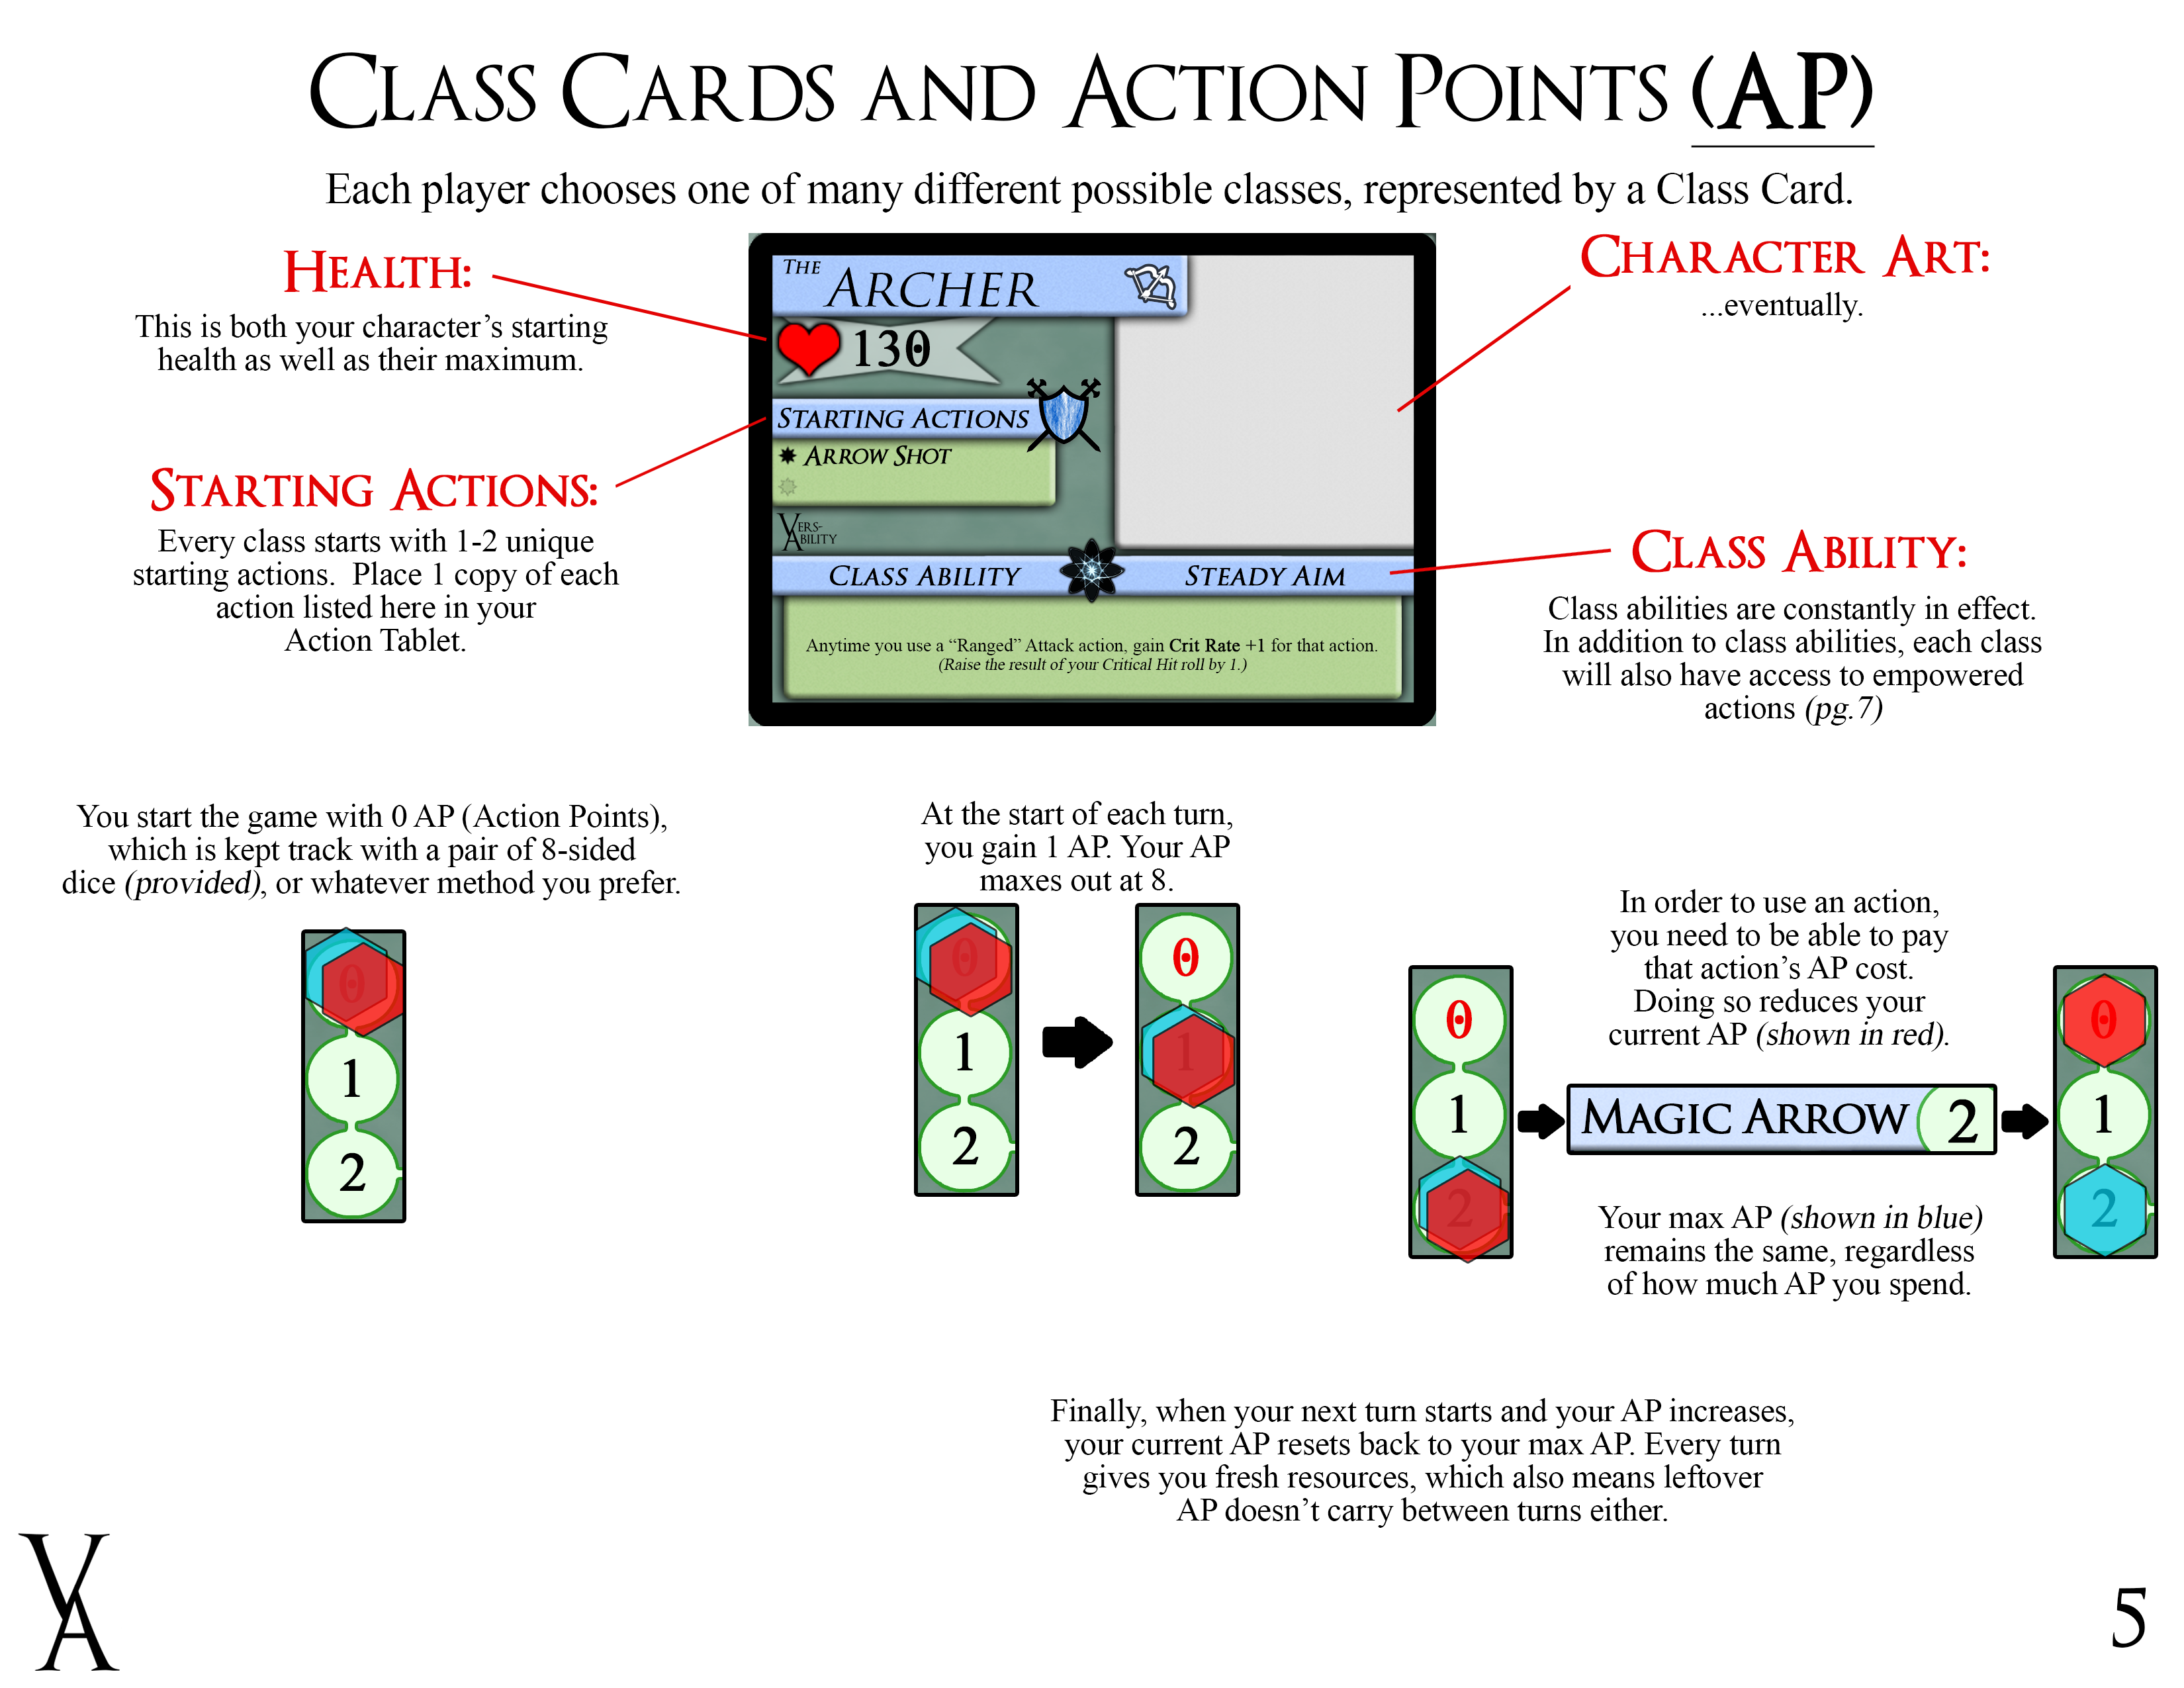 CLASS CARDS AND ACTION POINTS (AP)
Each player chooses one of many different possible classes, represented by a Class Card.
HEALTH:
This is both your character's starting
health as well as their maximum.
STARTING ACTIONS:
Every class starts with 1-2 unique
starting actions.  Place 1 copy of each
action listed here in your
Action Tablet.
THE ARCHER
130
STARTING ACTIONS
ARROW SHOT
VERS-
ABILITY
CLASS ABILITY
STEADY AIM
Anytime you use a “Ranged” Attack action, gain Crit Rate +1 for that action.
(Raise the result of your Critical Hit roll by 1.)
CHARACTER ART:
...eventually.
CLASS ABILITY:
Class abilities are constantly in effect.
In addition to class abilities, each class
will also have access to empowered
actions (pg.7)
You start the game with 0 AP (Action Points),
which is kept track with a pair of 8-sided
dice (provided), or whatever method you prefer.
0
1
2
At the start of each turn,
you gain 1 AP. Your AP
maxes out at 8.
0
1
2
0
1
2
In order to use an action,
you need to be able to pay
that action's AP cost.
Doing so reduces your
current AP (shown in red).
0
1
2
MAGIC ARROW 2
0
1
2
Your max AP (shown in blue)
remains the same, regardless
of how much AP you spend.
Finally, when your next turn starts and your AP increases,
your current AP resets back to your max AP. Every turn
gives you fresh resources, which also means leftover
AP doesn't carry between turns either.
VA
5